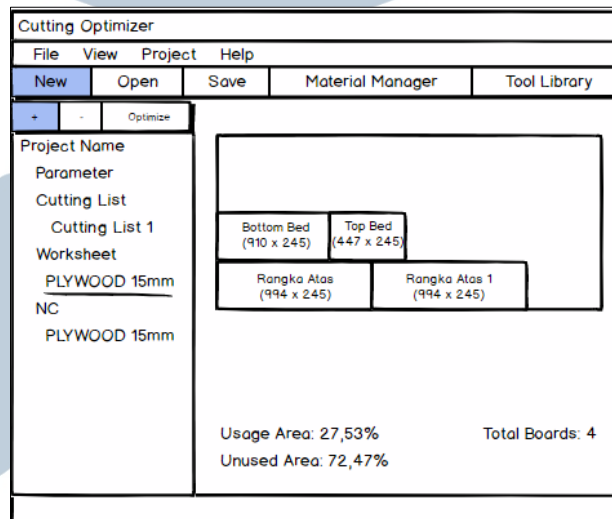 Cutting Optimizer
File View Project Help
New Open Save Material Manager Tool Library
+ - Optimize
Project Name
Parameter
Cutting List
Cutting List 1
Worksheet
PLYWOOD 15mm
NC
PLYWOOD 15mm
Bottom Bed
(910 x 245)
Top Bed
(447 x 245)
Rangka Atas
(994 x 245)
Rangka Atas 1
(994 x 245)
Usage Area: 27,53%
Total Boards: 4
Unused Area: 72,47%